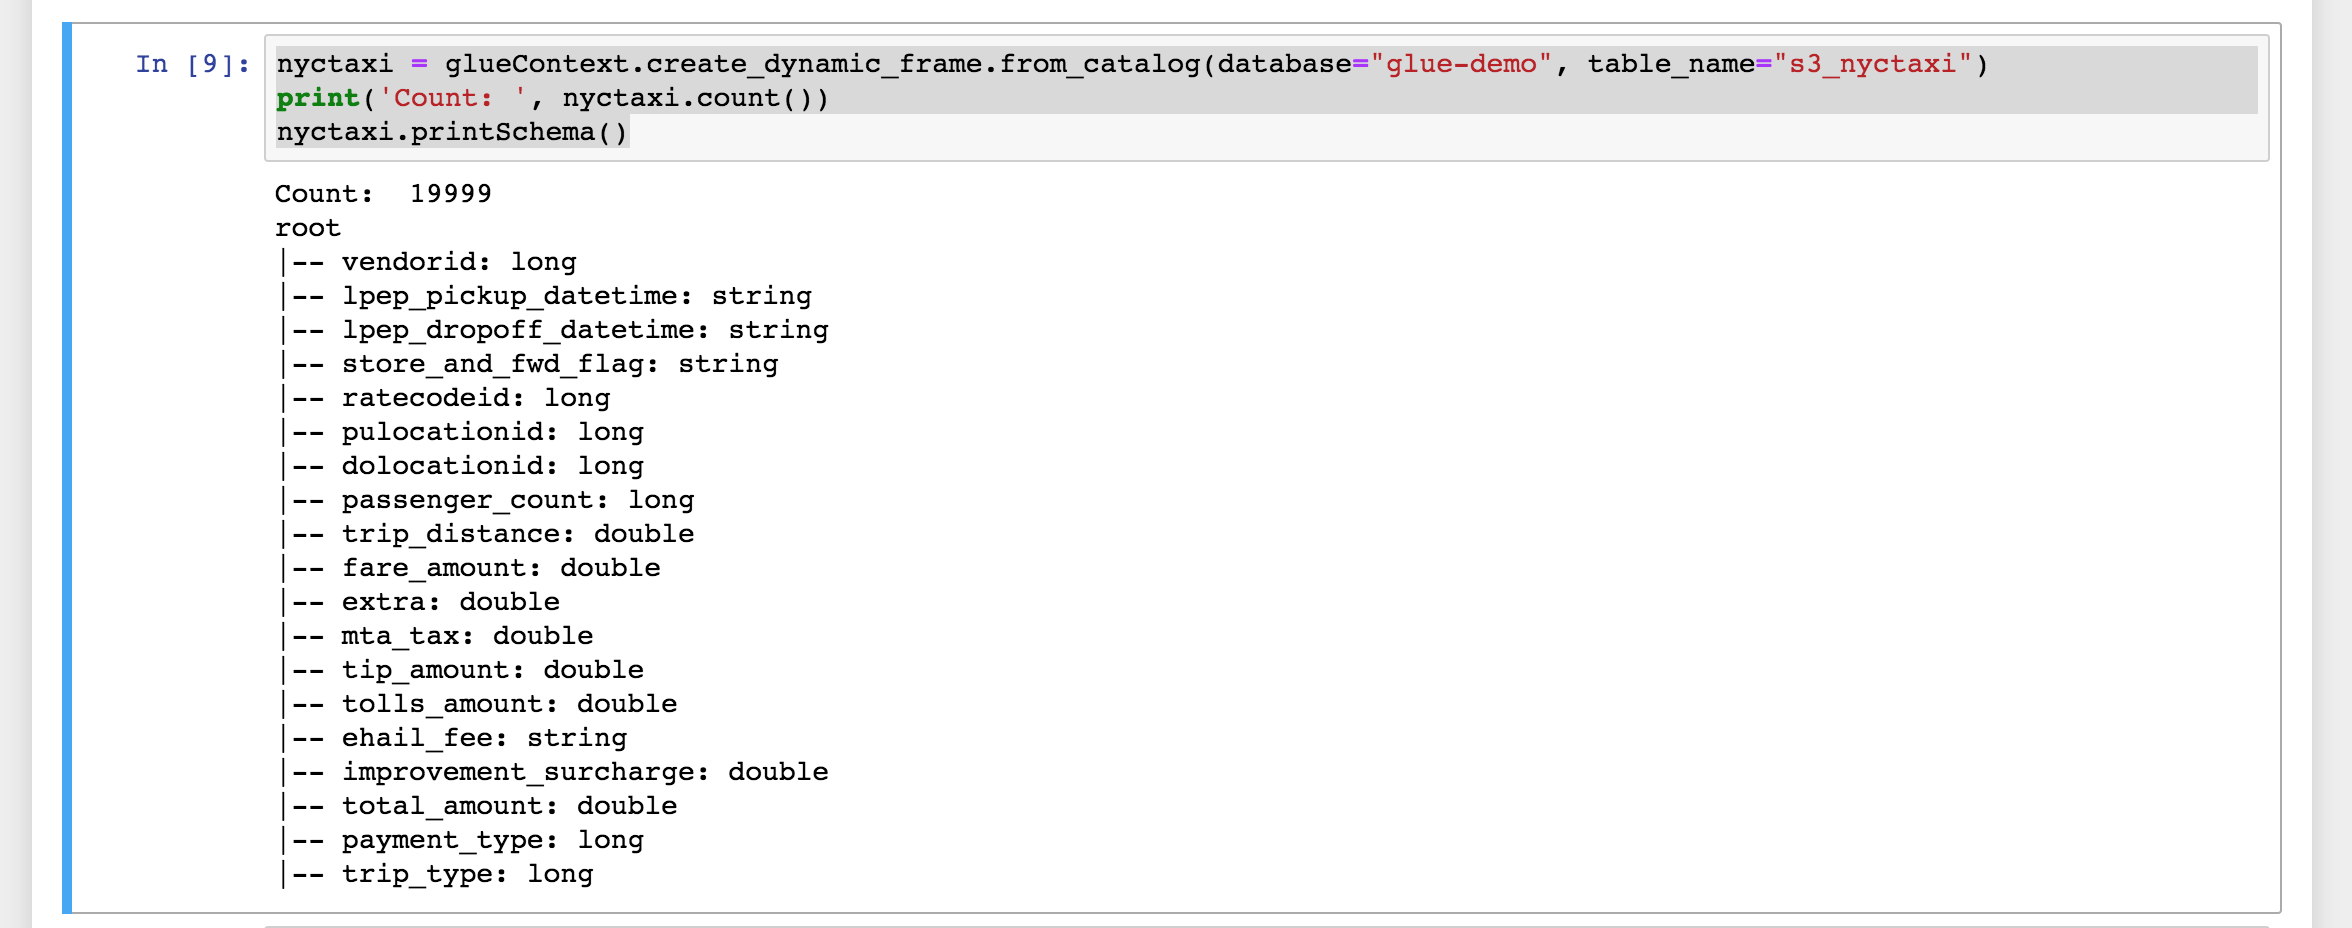 In [9]:
nyctaxi = glueContext.create_dynamic_frame.from_catalog(database="glue-demo", table_name="s3_nyctaxi")
print('Count: ', nyctaxi.count())
nyctaxi.printSchema()
Count:  19999
root
|-- vendorid: long
|-- lpep_pickup_datetime: string
|-- lpep_dropoff_datetime: string
|-- store_and_fwd_flag: string
|-- ratecodeid: long
|-- pulocationid: long
|-- dolocationid: long
|-- passenger_count: long
|-- trip_distance: double
|-- fare_amount: double
|-- extra: double
|-- mta_tax: double
|-- tip_amount: double
|-- tolls_amount: double
|-- ehail_fee: string
|-- improvement_surcharge: double
|-- total_amount: double
|-- payment_type: long
|-- trip_type: long